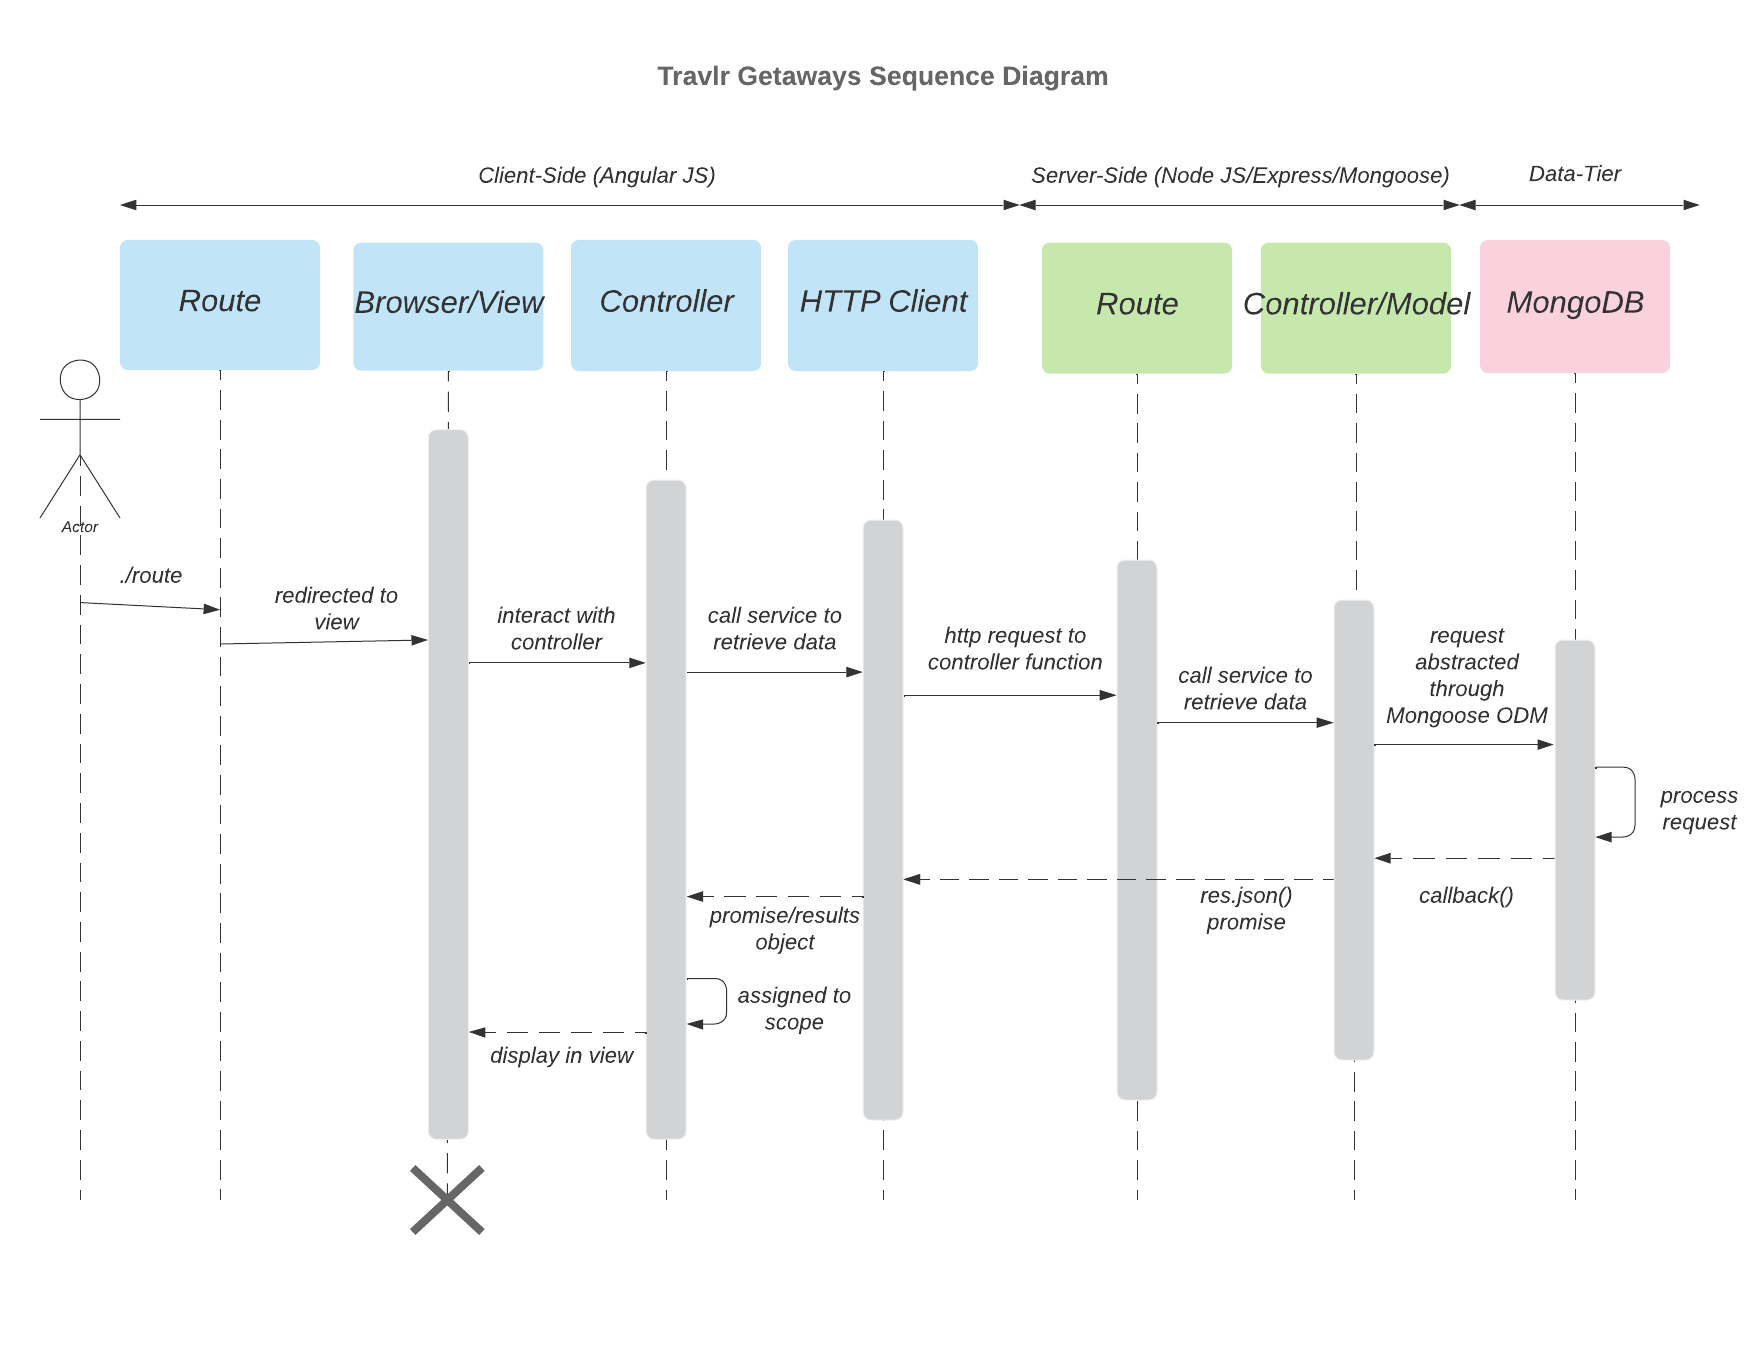 Travlr Getaways Sequence Diagram
Client-Side (Angular JS)
Server-Side (Node JS/Express/Mongoose)
Data-Tier
Route
Browser/View
Controller
HTTP Client
Route
Controller/Model
MongoDB
Actor
./route
redirected to
view
interact with
controller
call service to
retrieve data
http request to
controller function
call service to
retrieve data
request
abstracted
through
Mongoose ODM
process
request
callback()
res.json()
promise
promise/results
object
assigned to
scope
display in view